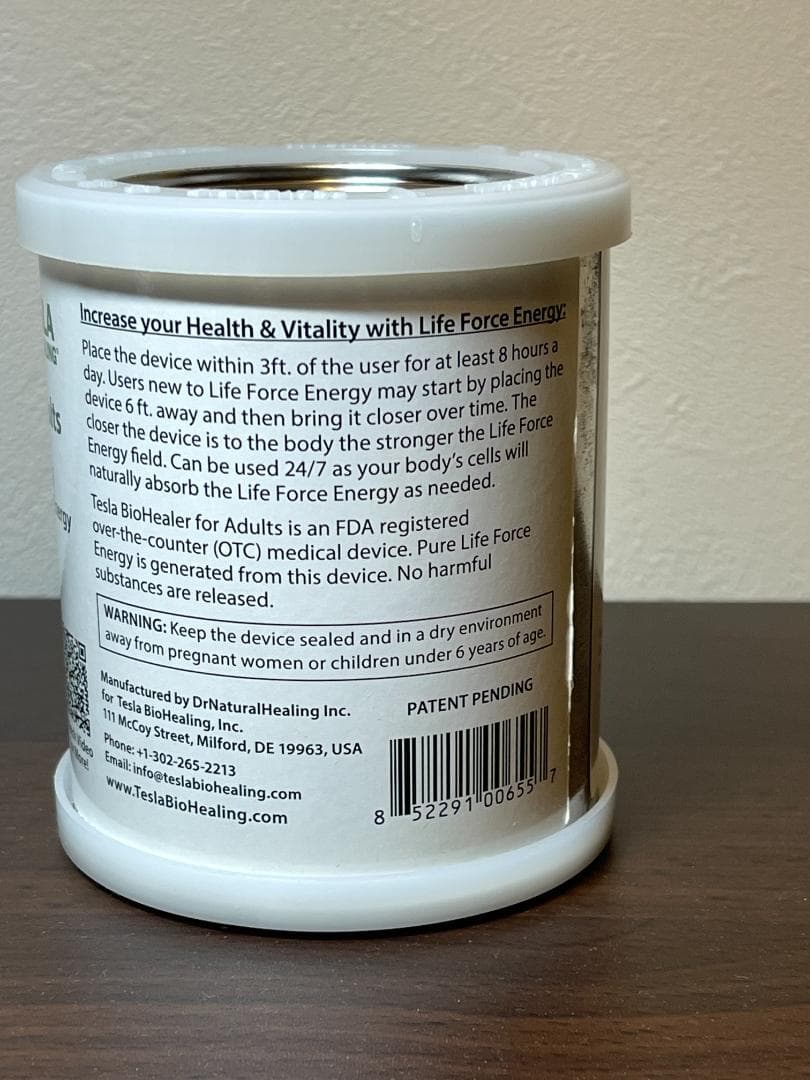 Increase your Health & Vitality with Life Force Energy:
Place the device within 3ft. of the user for at least 8 hours a
day. Users new to Life Force Energy may start by placing the
device 6 ft. away and then bring it closer over time. The
closer the device is to the body the stronger the Life Force
Energy field. Can be used 24/7 as your body's cells will
naturally absorb the Life Force Energy as needed.
Tesla BioHealer for Adults is an FDA registered
over-the-counter (OTC) medical device. Pure Life Force
Energy is generated from this device. No harmful
substances are released.
WARNING: Keep the device sealed and in a dry environment
away from pregnant women or children under 6 years of age.
Manufactured by DrNaturalHealing Inc.
for Tesla BioHealing, Inc.
111 McCoy Street, Milford, DE 19963, USA
Phone: +1-302-265-2213
Email: info@teslabiohealing.com
www.TeslaBioHealing.com
PATENT PENDING
8 52291 00655 7